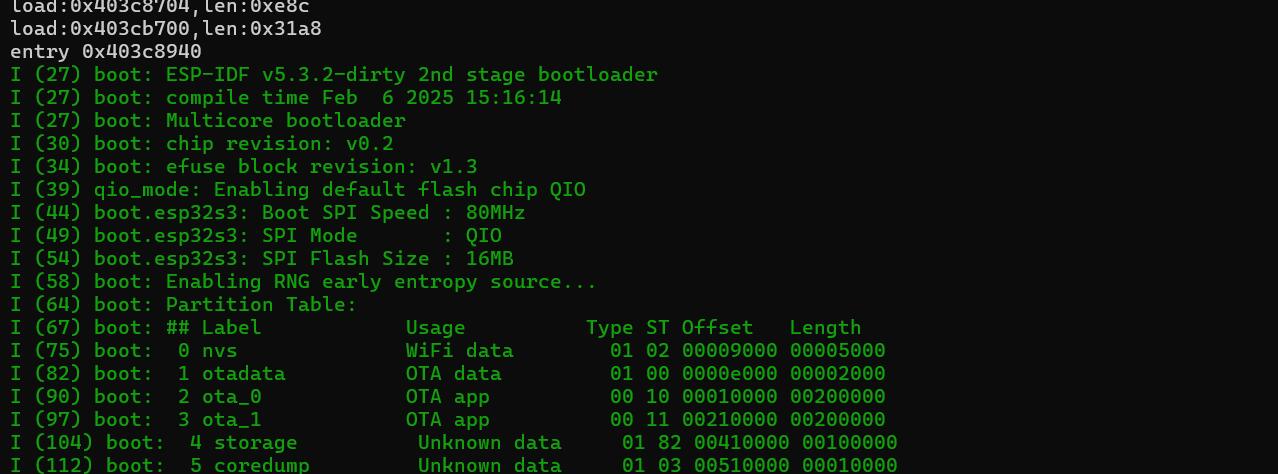 load:0x403c8704,len:0xe8c
load:0x403cb700,len:0x31a8
entry 0x403c8940
I (27) boot: ESP-IDF v5.3.2-dirty 2nd stage bootloader
I (27) boot: compile time Feb  6 2025 15:16:14
I (27) boot: Multicore bootloader
I (30) boot: chip revision: v0.2
I (34) boot: efuse block revision: v1.3
I (39) qio_mode: Enabling default flash chip QIO
I (44) boot.esp32s3: Boot SPI Speed : 80MHz
I (49) boot.esp32s3: SPI Mode       : QIO
I (54) boot.esp32s3: SPI Flash Size : 16MB
I (58) boot: Enabling RNG early entropy source...
I (64) boot: Partition Table:
I (67) boot: ## Label            Usage          Type ST Offset   Length
I (75) boot:  0 nvs              WiFi data        01 02 00009000 00005000
I (82) boot:  1 otadata          OTA data         01 00 0000e000 00002000
I (90) boot:  2 ota_0            OTA app          00 10 00010000 00200000
I (97) boot:  3 ota_1            OTA app          00 11 00210000 00200000
I (104) boot:  4 storage          Unknown data     01 82 00410000 00100000
I (112) boot:  5 coredump         Unknown data     01 03 00510000 00010000